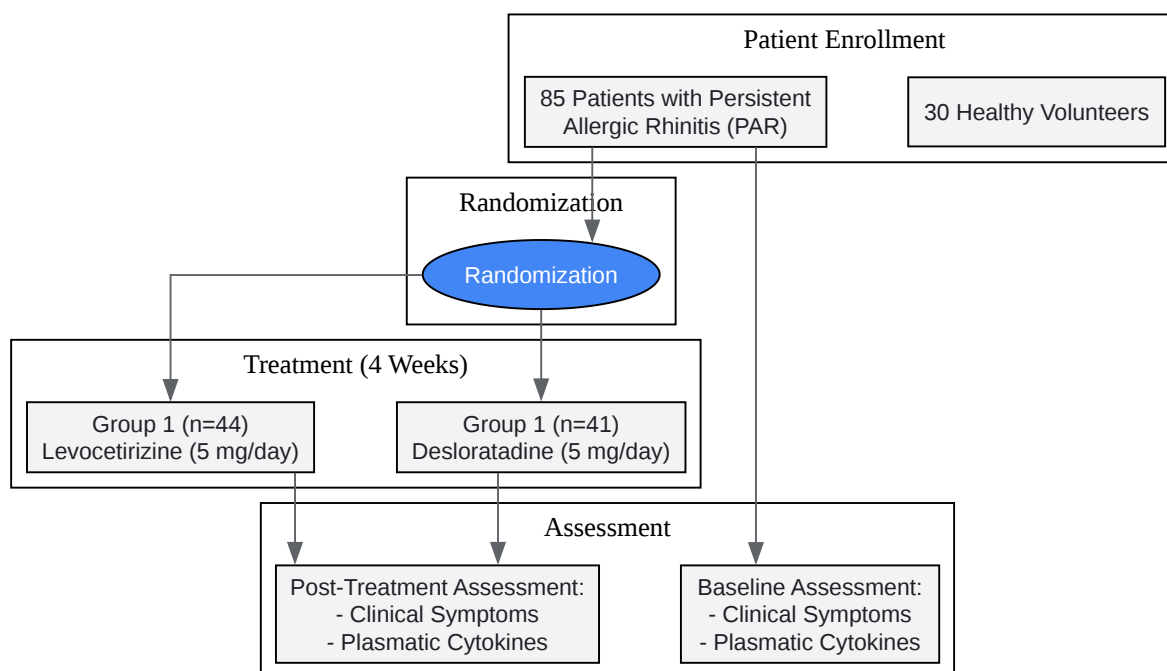 Patient Enrollment
85 Patients with Persistent
Allergic Rhinitis (PAR)
30 Healthy Volunteers
Randomization
Randomization
Treatment (4 Weeks)
Group 1 (n=44)
Levocetirizine (5 mg/day)
Group 1 (n=41)
Desloratadine (5 mg/day)
Assessment
Post-Treatment Assessment:
- Clinical Symptoms
- Plasmatic Cytokines
Baseline Assessment:
- Clinical Symptoms
- Plasmatic Cytokines